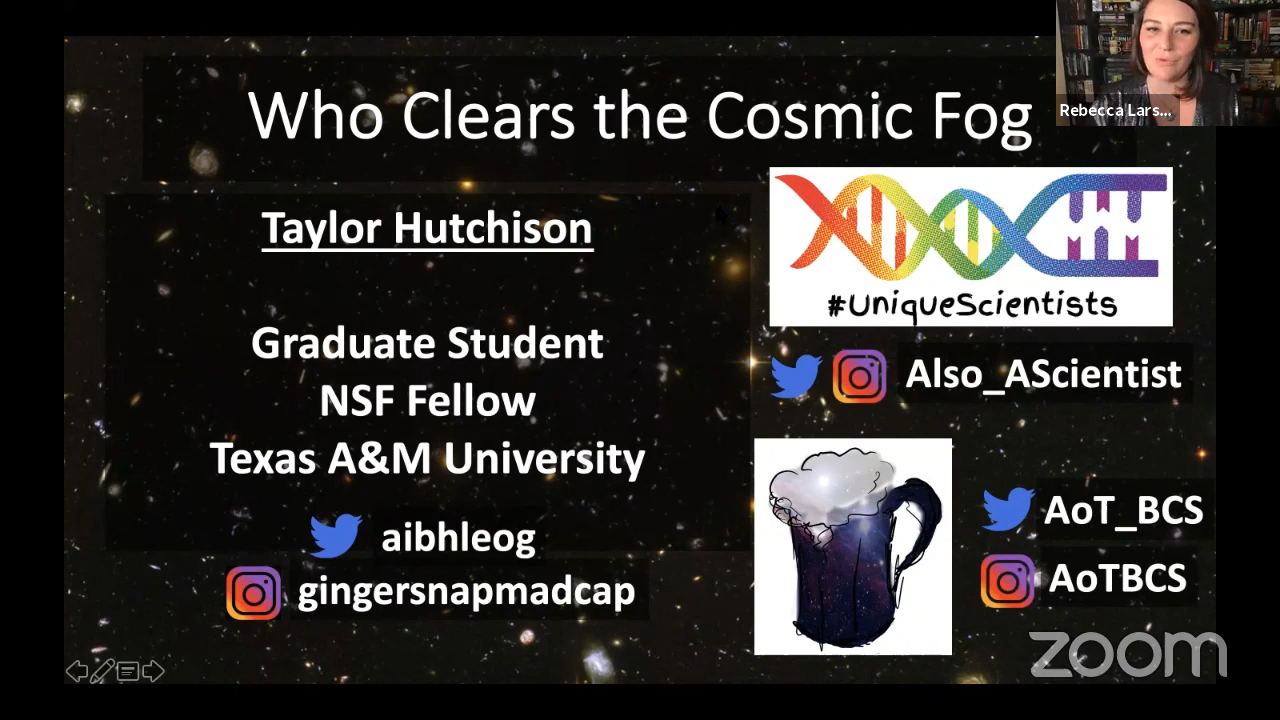 Who Clears the Cosmic Fog
Rebecca Lars...
Taylor Hutchison
Graduate Student
NSF Fellow
Texas A&M University
aibhleog
gingersnapmadcap
#UniqueScientists
Also_AScientist
AoT_BCS
AoTBCS
zoom